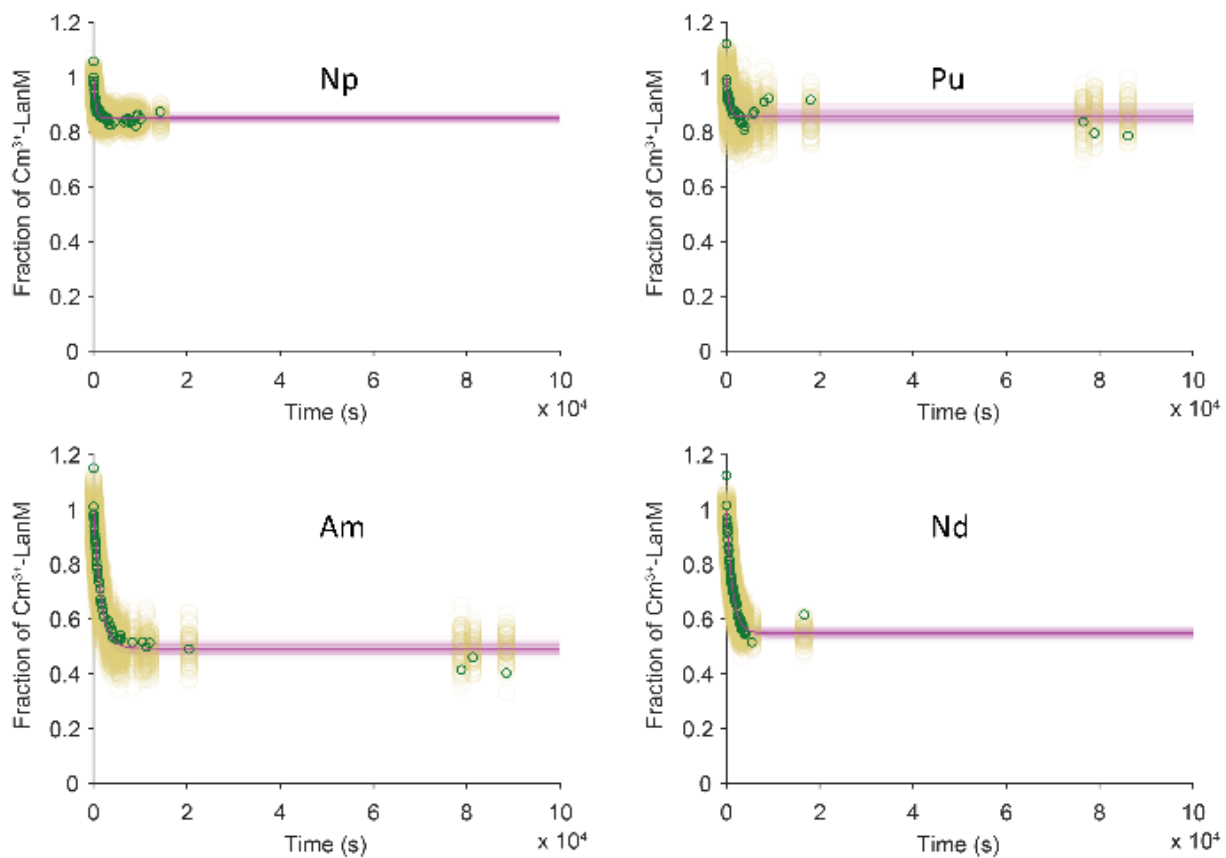 1.2
1
0.8
0.6
0.4
0.2
0
Fraction of Cm³⁺-LanM
Np
0 2 4 6 8 10
Time (s)
x 10⁴
1.2
1
0.8
0.6
0.4
0.2
0
Fraction of Cm³⁺-LanM
Pu
0 2 4 6 8 10
Time (s)
x 10⁴
1.2
1
0.8
0.6
0.4
0.2
0
Fraction of Cm³⁺-LanM
Am
0 2 4 6 8 10
Time (s)
x 10⁴
1.2
1
0.8
0.6
0.4
0.2
0
Fraction of Cm³⁺-LanM
Nd
0 2 4 6 8 10
Time (s)
x 10⁴